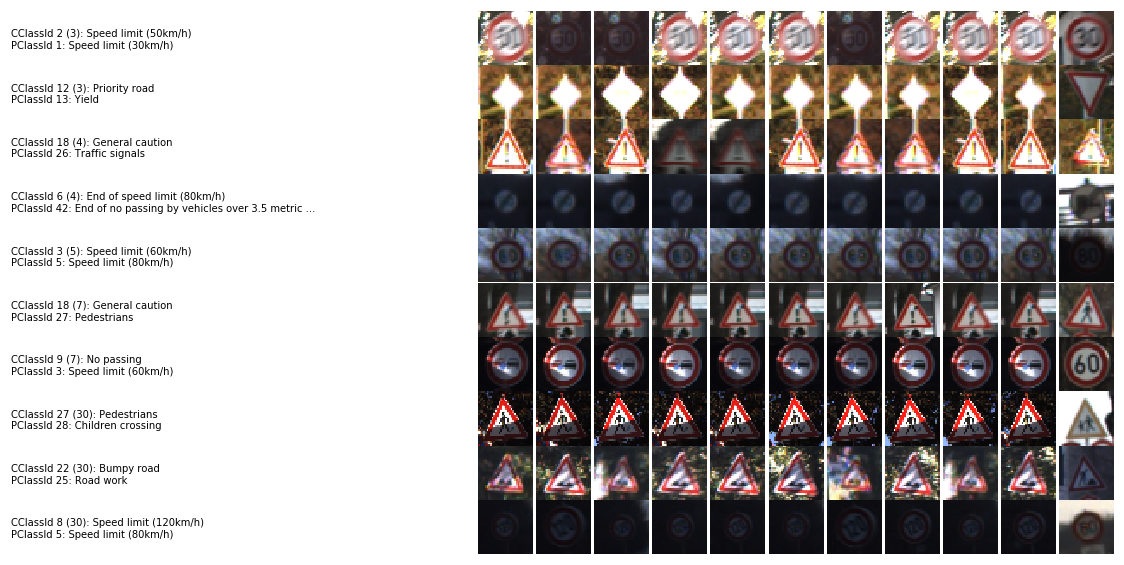 CClassId 2 (3): Speed limit (50km/h)
PClassId 1: Speed limit (30km/h)
CClassId 12 (3): Priority road
PClassId 13: Yield
CClassId 18 (4): General caution
PClassId 26: Traffic signals
CClassId 6 (4): End of speed limit (80km/h)
PClassId 42: End of no passing by vehicles over 3.5 metric ...
CClassId 3 (5): Speed limit (60km/h)
PClassId 5: Speed limit (80km/h)
CClassId 18 (7): General caution
PClassId 27: Pedestrians
CClassId 9 (7): No passing
PClassId 3: Speed limit (60km/h)
60
CClassId 27 (30): Pedestrians
PClassId 28: Children crossing
CClassId 22 (30): Bumpy road
PClassId 25: Road work
CClassId 8 (30): Speed limit (120km/h)
PClassId 5: Speed limit (80km/h)